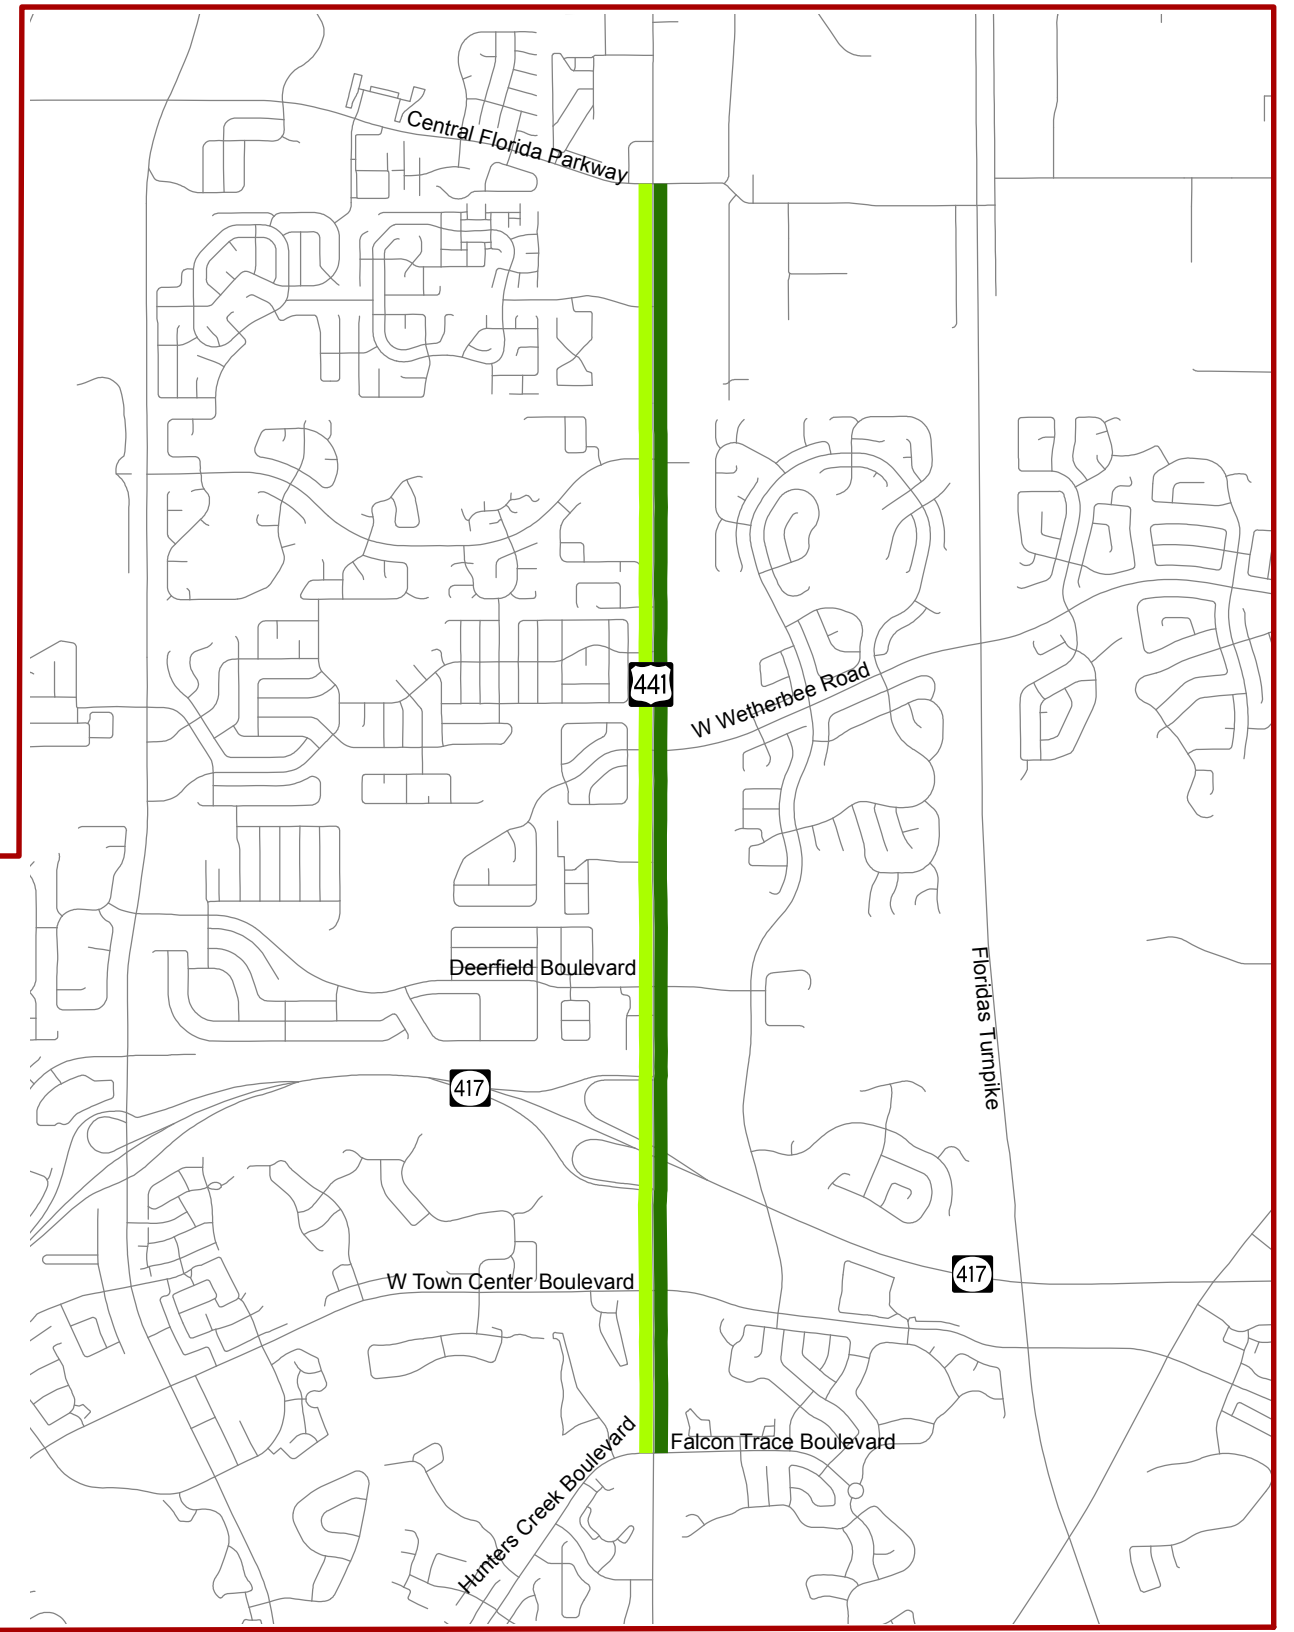 Central Florida Parkway
441
W Wetherbee Road
Deerfield Boulevard
Floridas Turnpike
417
417
W Town Center Boulevard
Falcon Trace Boulevard
Hunters Creek Boulevard